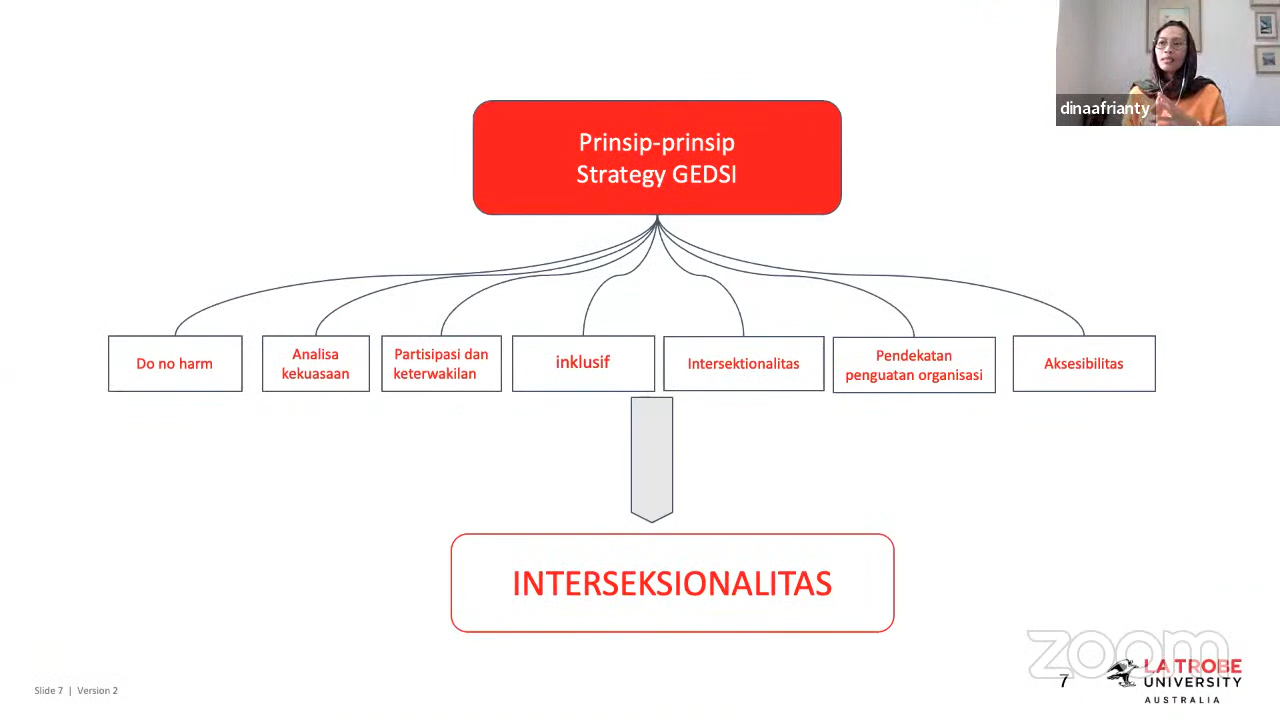 dinaafrianty
Prinsip-prinsip
Strategy GEDSI
Do no harm
Analisa
kekuasaan
Partisipasi dan
keterwakilan
inklusif
Intersektionalitas
Pendekatan
penguatan organisasi
Aksesibilitas
INTERSEKSIONALITAS
zoom
Slide 7 | Version 2
7
LA TROBE
UNIVERSITY
AUSTRALIA